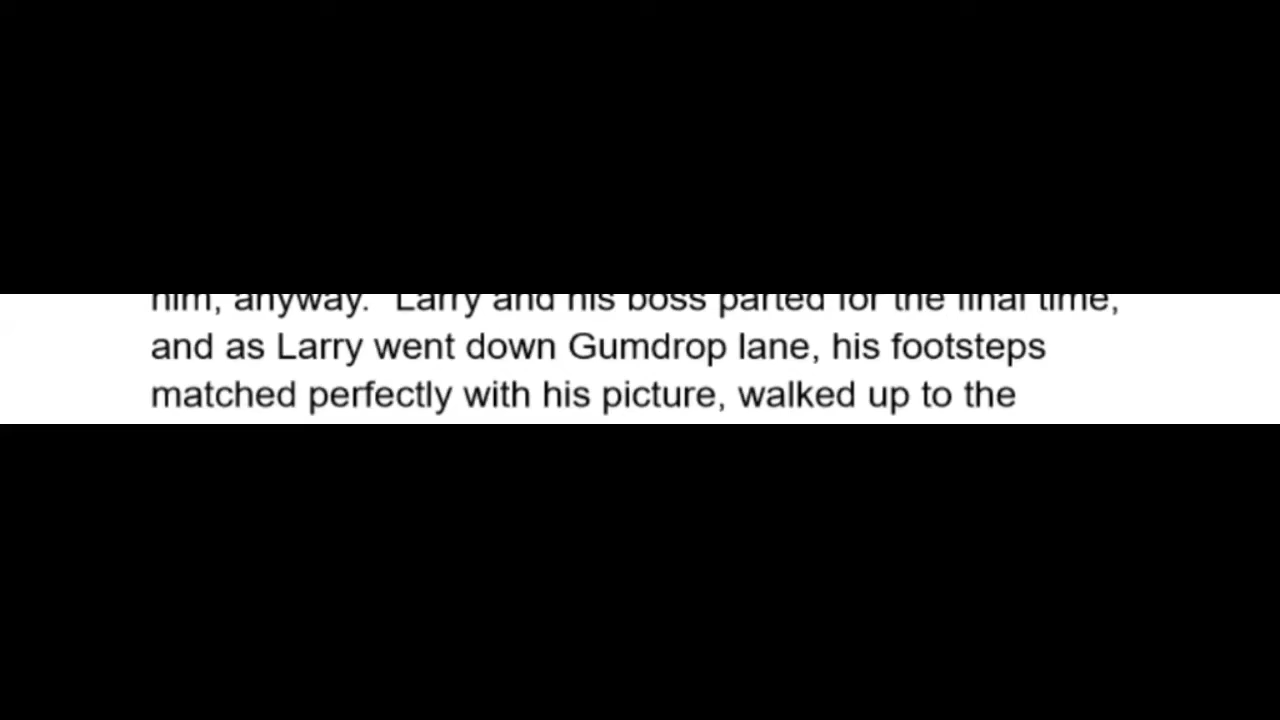 him, anyway. Larry and his boss parted for the final time,
and as Larry went down Gumdrop lane, his footsteps
matched perfectly with his picture, walked up to the